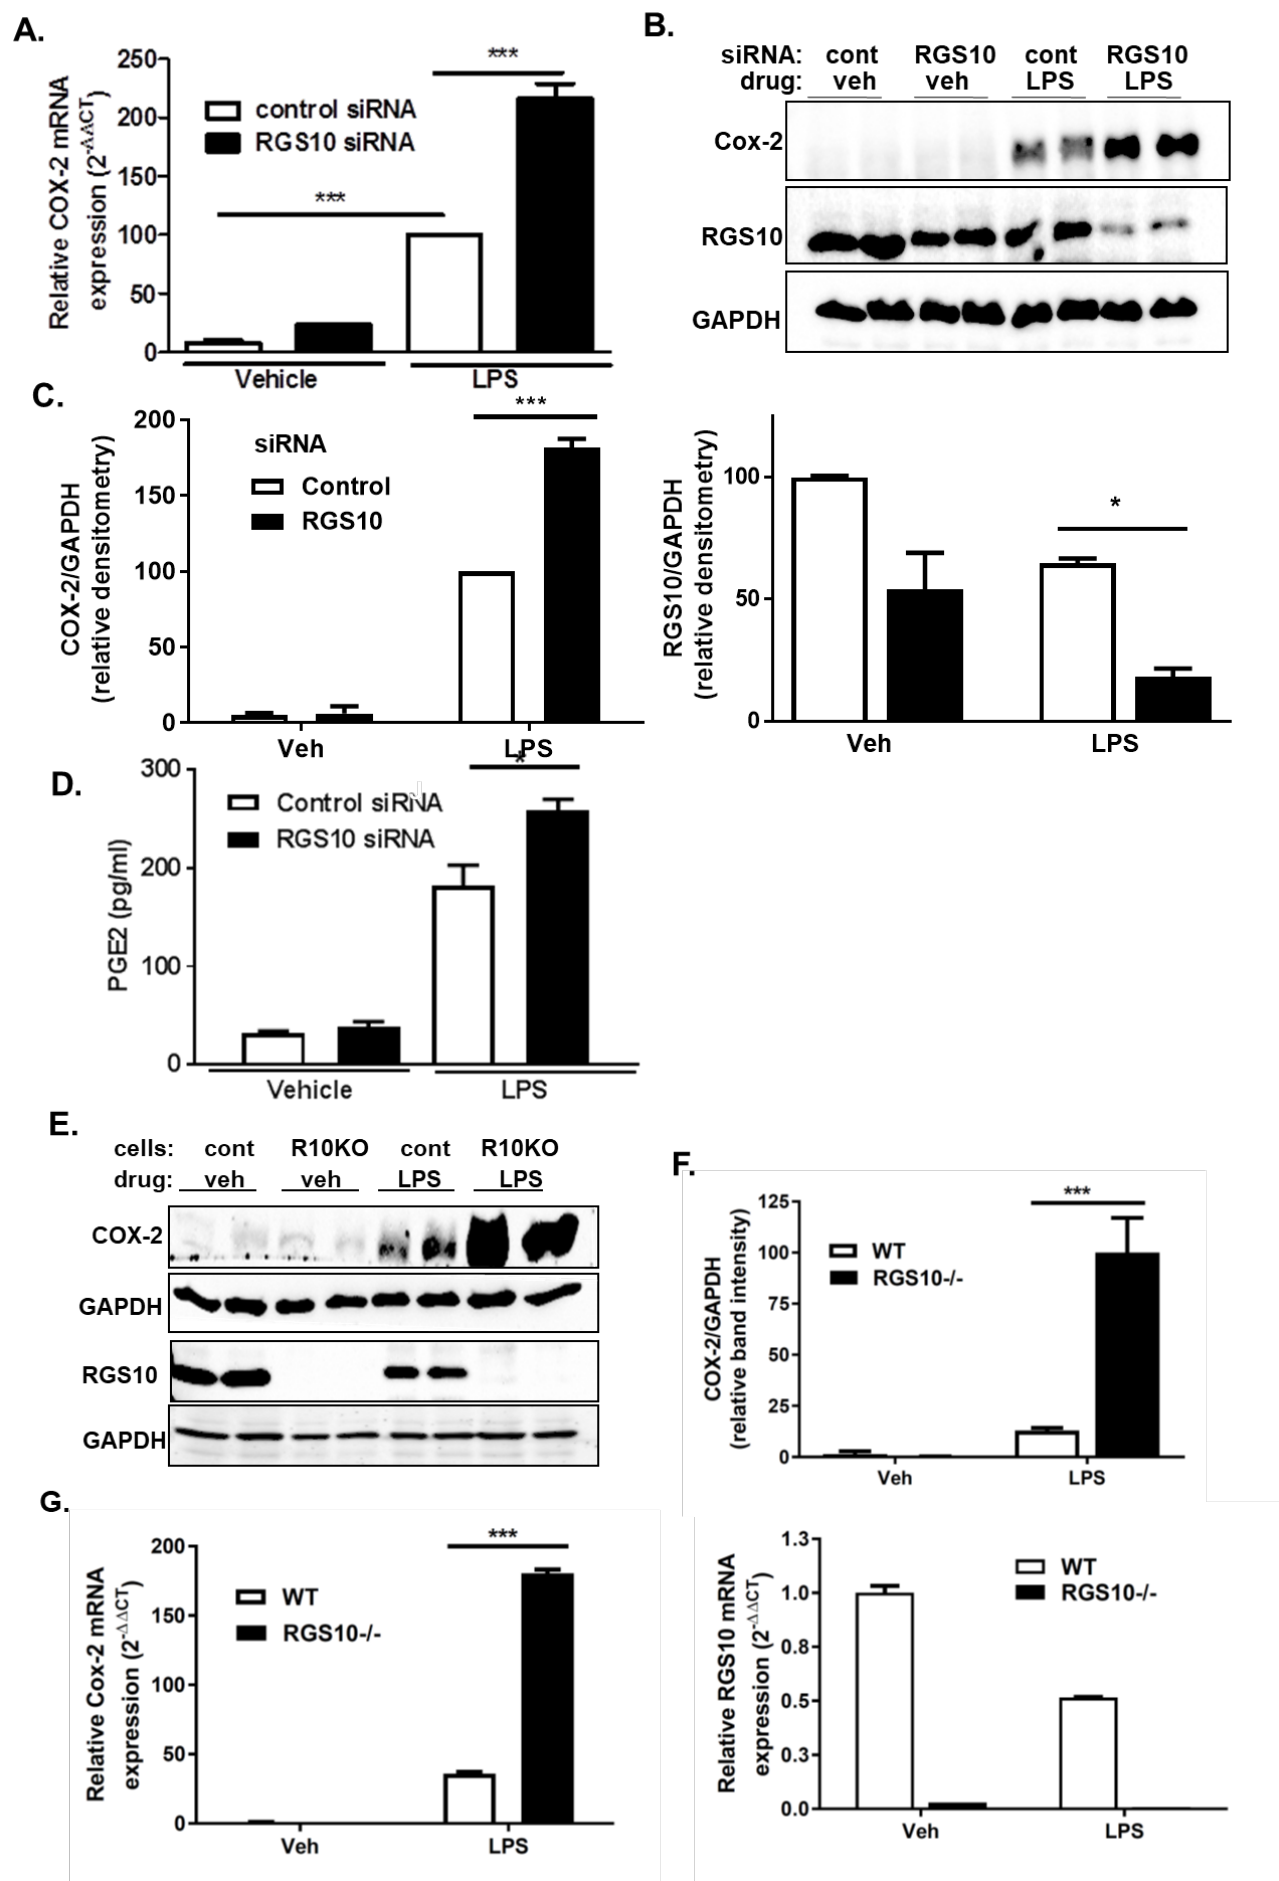 A.
Relative COX-2 mRNA
expression (2-ΔΔCT)
250
200
150
100
50
0
control siRNA
RGS10 siRNA
***
***
Vehicle
LPS
B.
siRNA: cont RGS10 cont RGS10
drug: veh veh LPS LPS
Cox-2
RGS10
GAPDH
C.
COX-2/GAPDH
(relative densitometry)
200
150
100
50
0
siRNA
Control
RGS10
***
Veh
LPS
RGS10/GAPDH
(relative densitometry)
100
50
0
*
Veh
LPS
D.
PGE2 (pg/ml)
300
200
100
0
Control siRNA
RGS10 siRNA
*
Vehicle
LPS
E.
cells: cont R10KO cont R10KO
drug: veh veh LPS LPS
COX-2
GAPDH
RGS10
GAPDH
F.
COX-2/GAPDH
(relative band intensity)
125
100
75
50
25
0
WT
RGS10-/-
***
Veh
LPS
G.
Relative Cox-2 mRNA
expression (2-ΔΔCT)
200
150
100
50
0
WT
RGS10-/-
***
Veh
LPS
Relative RGS10 mRNA
expression (2-ΔΔCT)
1.3
1.0
0.8
0.5
0.3
0.0
WT
RGS10-/-
Veh
LPS